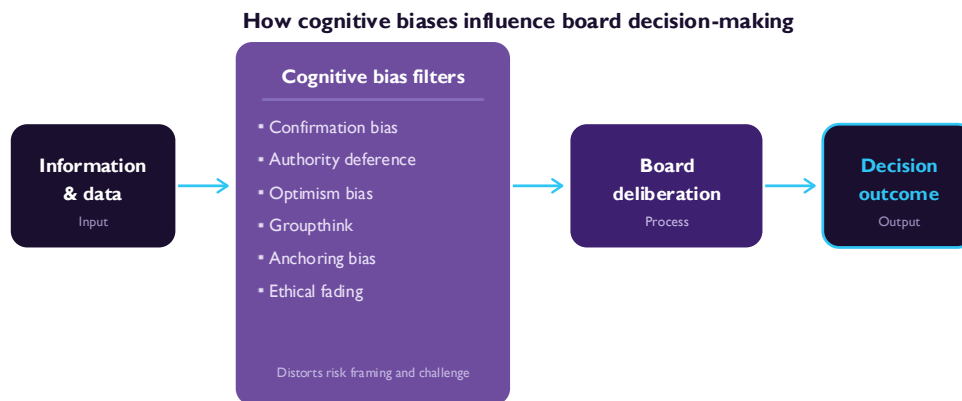 How cognitive biases influence board decision-making
Cognitive bias filters
▪ Confirmation bias
▪ Authority deference
▪ Optimism bias
▪ Groupthink
▪ Anchoring bias
▪ Ethical fading
Distorts risk framing and challenge
Information
& data
Input
Board
deliberation
Process
Decision
outcome
Output